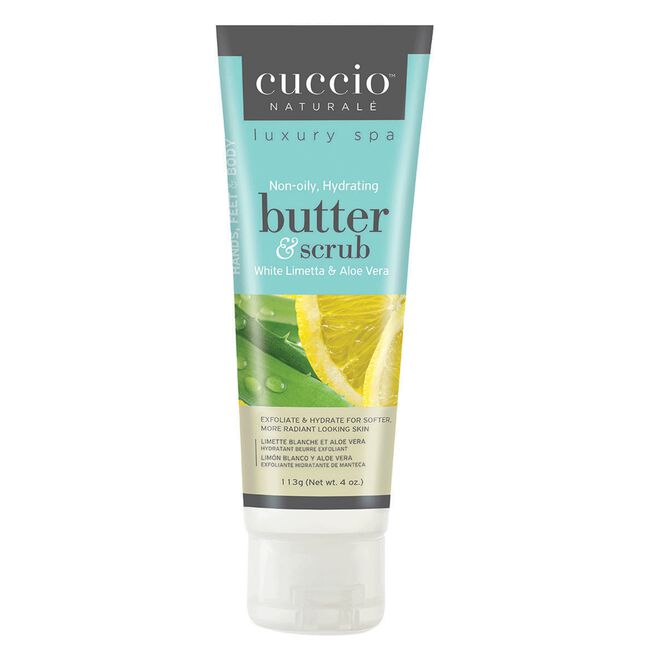 cuccio™
NATURALÉ
luxury spa
HANDS, FEET & BODY
Non-oily, Hydrating
butter
& scrub
White Limetta & Aloe Vera
EXFOLIATE & HYDRATE FOR SOFTER,
MORE RADIANT LOOKING SKIN
LIMETTE BLANCHE ET ALOE VERA
HYDRATANT BEURRE EXFOLIANT
LIMÓN BLANCO Y ALOE VERA
EXFOLIANTE HIDRATANTE DE MANTECA
113g (Net wt. 4 oz.)